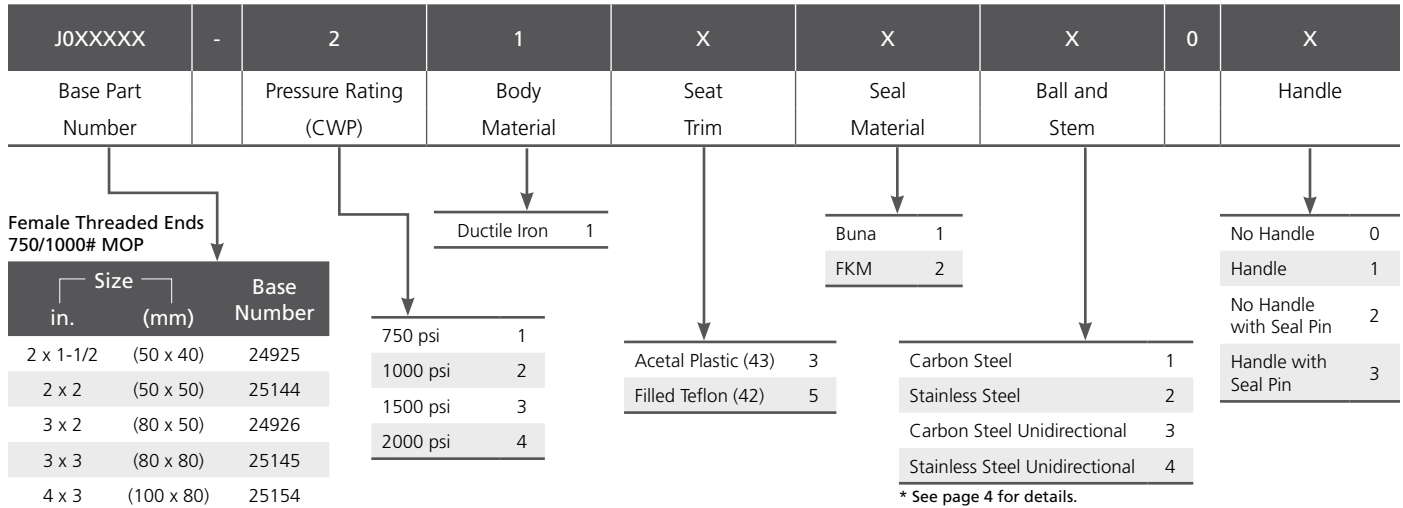 J0XXXXX - 2 1 X X X 0 X
Base Part Pressure Rating Body Seat Seal Ball and Handle
Number (CWP) Material Trim Material Stem
Female Threaded Ends
750/1000# MOP
Size Base
in. (mm) Number
2 x 1-1/2 (50 x 40) 24925
2 x 2 (50 x 50) 25144
3 x 2 (80 x 50) 24926
3 x 3 (80 x 80) 25145
4 x 3 (100 x 80) 25154
750 psi 1
1000 psi 2
1500 psi 3
2000 psi 4
Ductile Iron 1
Acetal Plastic (43) 3
Filled Teflon (42) 5
Buna 1
FKM 2
Carbon Steel 1
Stainless Steel 2
Carbon Steel Unidirectional 3
Stainless Steel Unidirectional 4
* See page 4 for details.
No Handle 0
Handle 1
No Handle
with Seal Pin 2
Handle with
Seal Pin 3